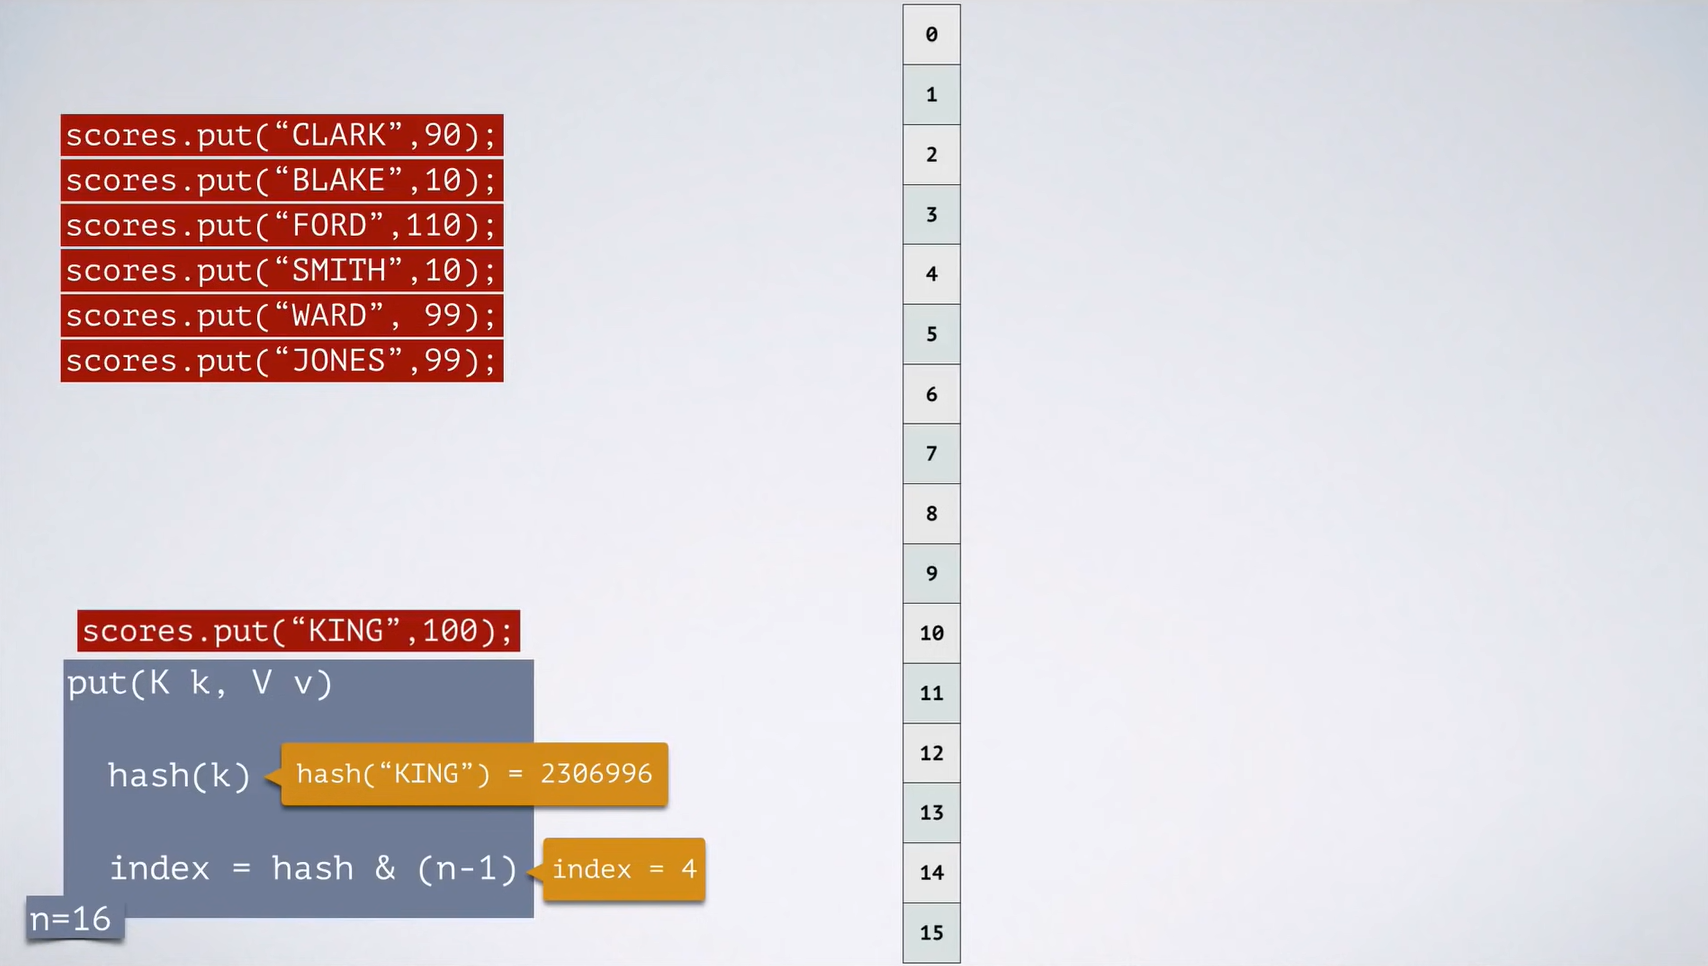 scores.put(“CLARK”,90);
scores.put(“BLAKE”,10);
scores.put(“FORD”,110);
scores.put(“SMITH”,10);
scores.put(“WARD”, 99);
scores.put(“JONES”,99);
scores.put(“KING”,100);
put(K k, V v)
hash(k)
hash(“KING”) = 2306996
index = hash & (n-1)
index = 4
n=16
0
1
2
3
4
5
6
7
8
9
10
11
12
13
14
15